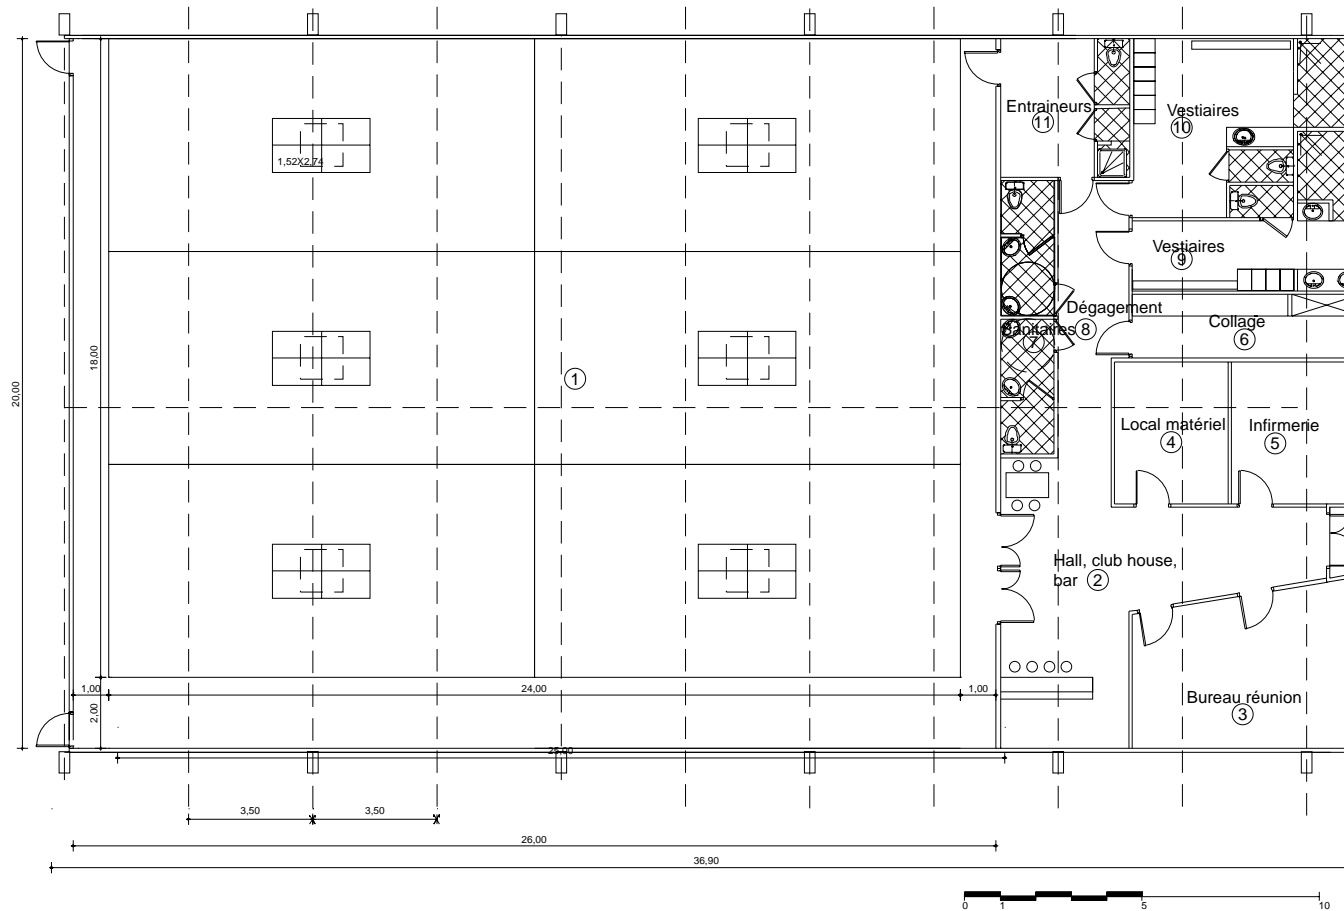 Entraineurs
11
Vestiaires
10
1,52X2,74
Vestiaires
9
Dégagement
8
Sanitaires
7
Collage
6
18,00
20,00
1
Local matériel
4
Infirmerie
5
Hall, club house,
bar 2
1,00
24,00
1,00
2,00
Bureau réunion
3
25,00
3,50
3,50
26,00
36,90
0
1
5
10